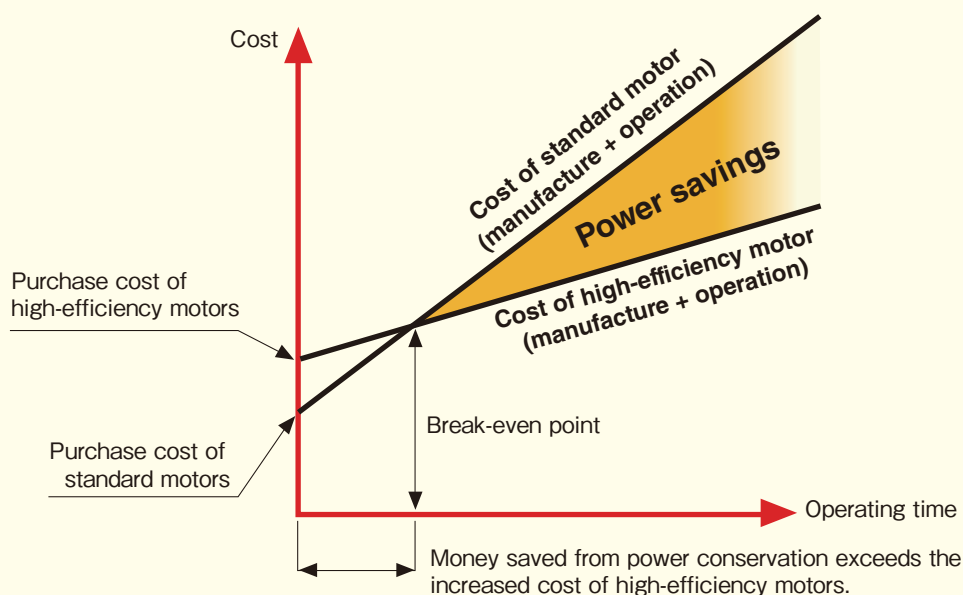 Cost
Cost of standard motor
(manufacture + operation)
Power savings
Cost of high-efficiency motor
(manufacture + operation)
Purchase cost of
high-efficiency motors
Purchase cost of
standard motors
Break-even point
Operating time
Money saved from power conservation exceeds the
increased cost of high-efficiency motors.